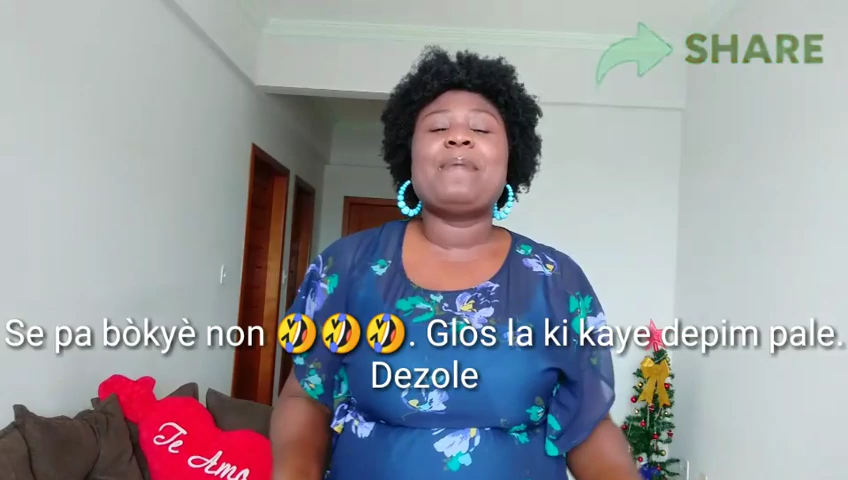 SHARE
Se pa bòkyè non 🤣🤣🤣. Glòs la ki kaye depim pale.
Dezole
Te Amo